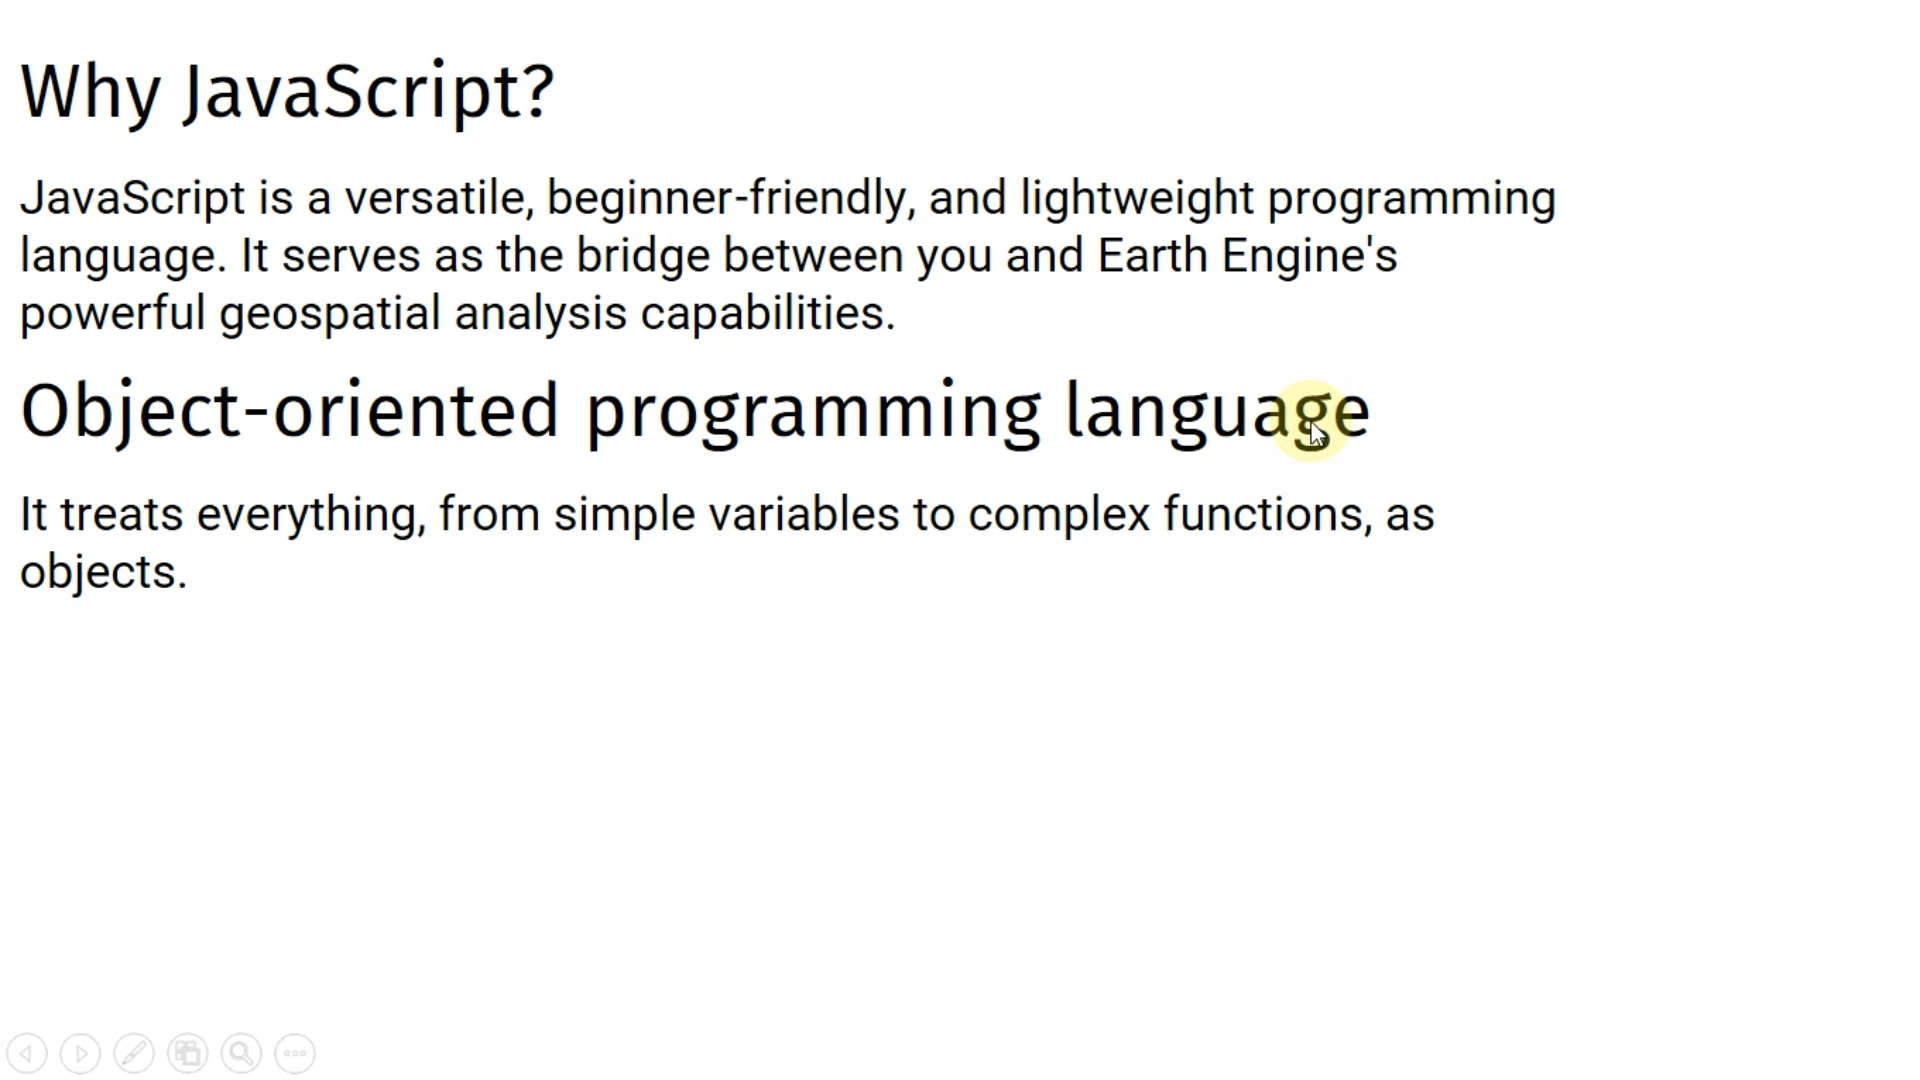 Why JavaScript?
JavaScript is a versatile, beginner-friendly, and lightweight programming
language. It serves as the bridge between you and Earth Engine's
powerful geospatial analysis capabilities.
Object-oriented programming language
It treats everything, from simple variables to complex functions, as
objects.